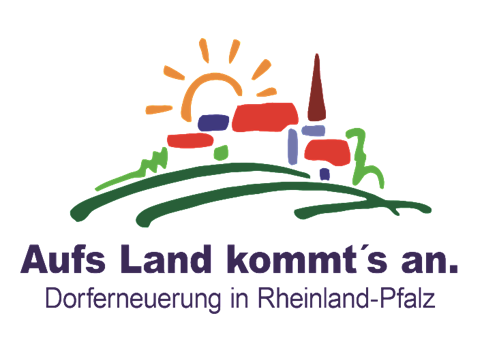 Aufs Land kommt´s an.
Dorferneuerung in Rheinland-Pfalz